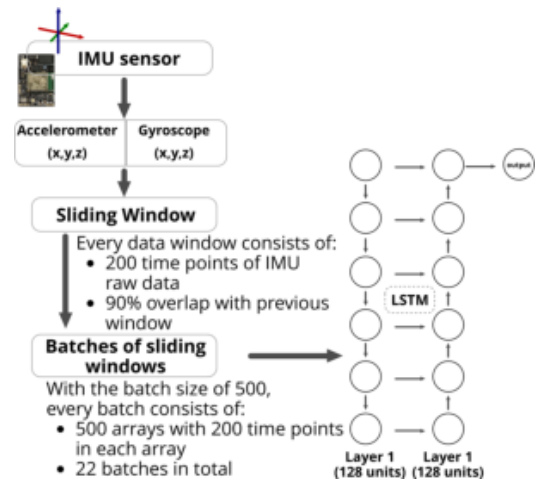 IMU sensor
Accelerometer
(x,y,z)
Gyroscope
(x,y,z)
Sliding Window
Every data window consists of:
• 200 time points of IMU
raw data
• 90% overlap with previous
window
Batches of sliding
windows
With the batch size of 500,
every batch consists of:
• 500 arrays with 200 time points
in each array
• 22 batches in total
output
LSTM
Layer 1
(128 units)
Layer 1
(128 units)